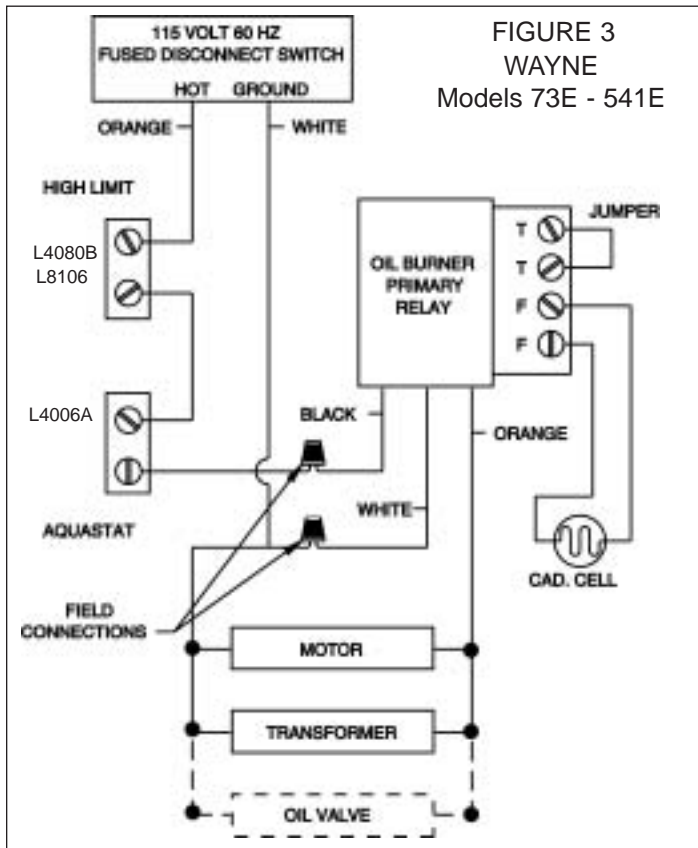 115 VOLT 60 HZ
FUSED DISCONNECT SWITCH
HOT GROUND
FIGURE 3
WAYNE
Models 73E - 541E
ORANGE
WHITE
HIGH LIMIT
L4080B
L8106
JUMPER
T
T
F
F
OIL BURNER
PRIMARY
RELAY
L4006A
BLACK
ORANGE
WHITE
AQUASTAT
CAD. CELL
FIELD
CONNECTIONS
MOTOR
TRANSFORMER
OIL VALVE